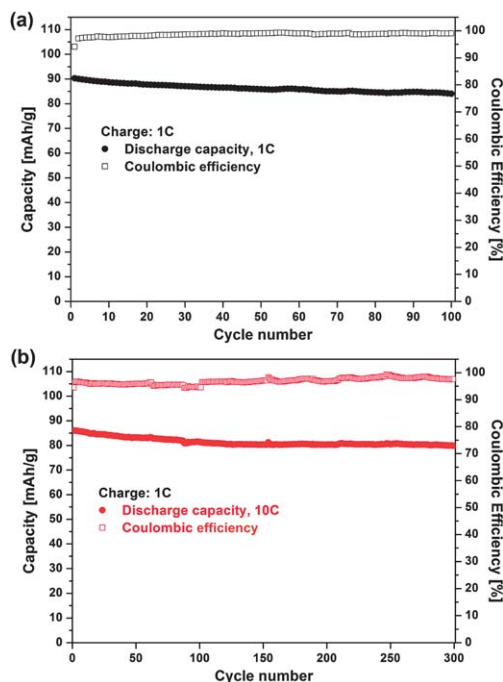 (a)
110
100
90
80
70
60
50
40
30
20
10
0
Capacity [mAh/g]
Charge: 1C
Discharge capacity, 1C
Coulombic efficiency
100
90
80
70
60
50
40
30
20
10
0
Coulombic Efficiency [%]
0 10 20 30 40 50 60 70 80 90 100
Cycle number
(b)
110
100
90
80
70
60
50
40
30
20
10
0
Capacity [mAh/g]
Charge: 1C
Discharge capacity, 10C
Coulombic efficiency
100
90
80
70
60
50
40
30
20
10
0
Coulombic Efficiency [%]
0 50 100 150 200 250 300
Cycle number